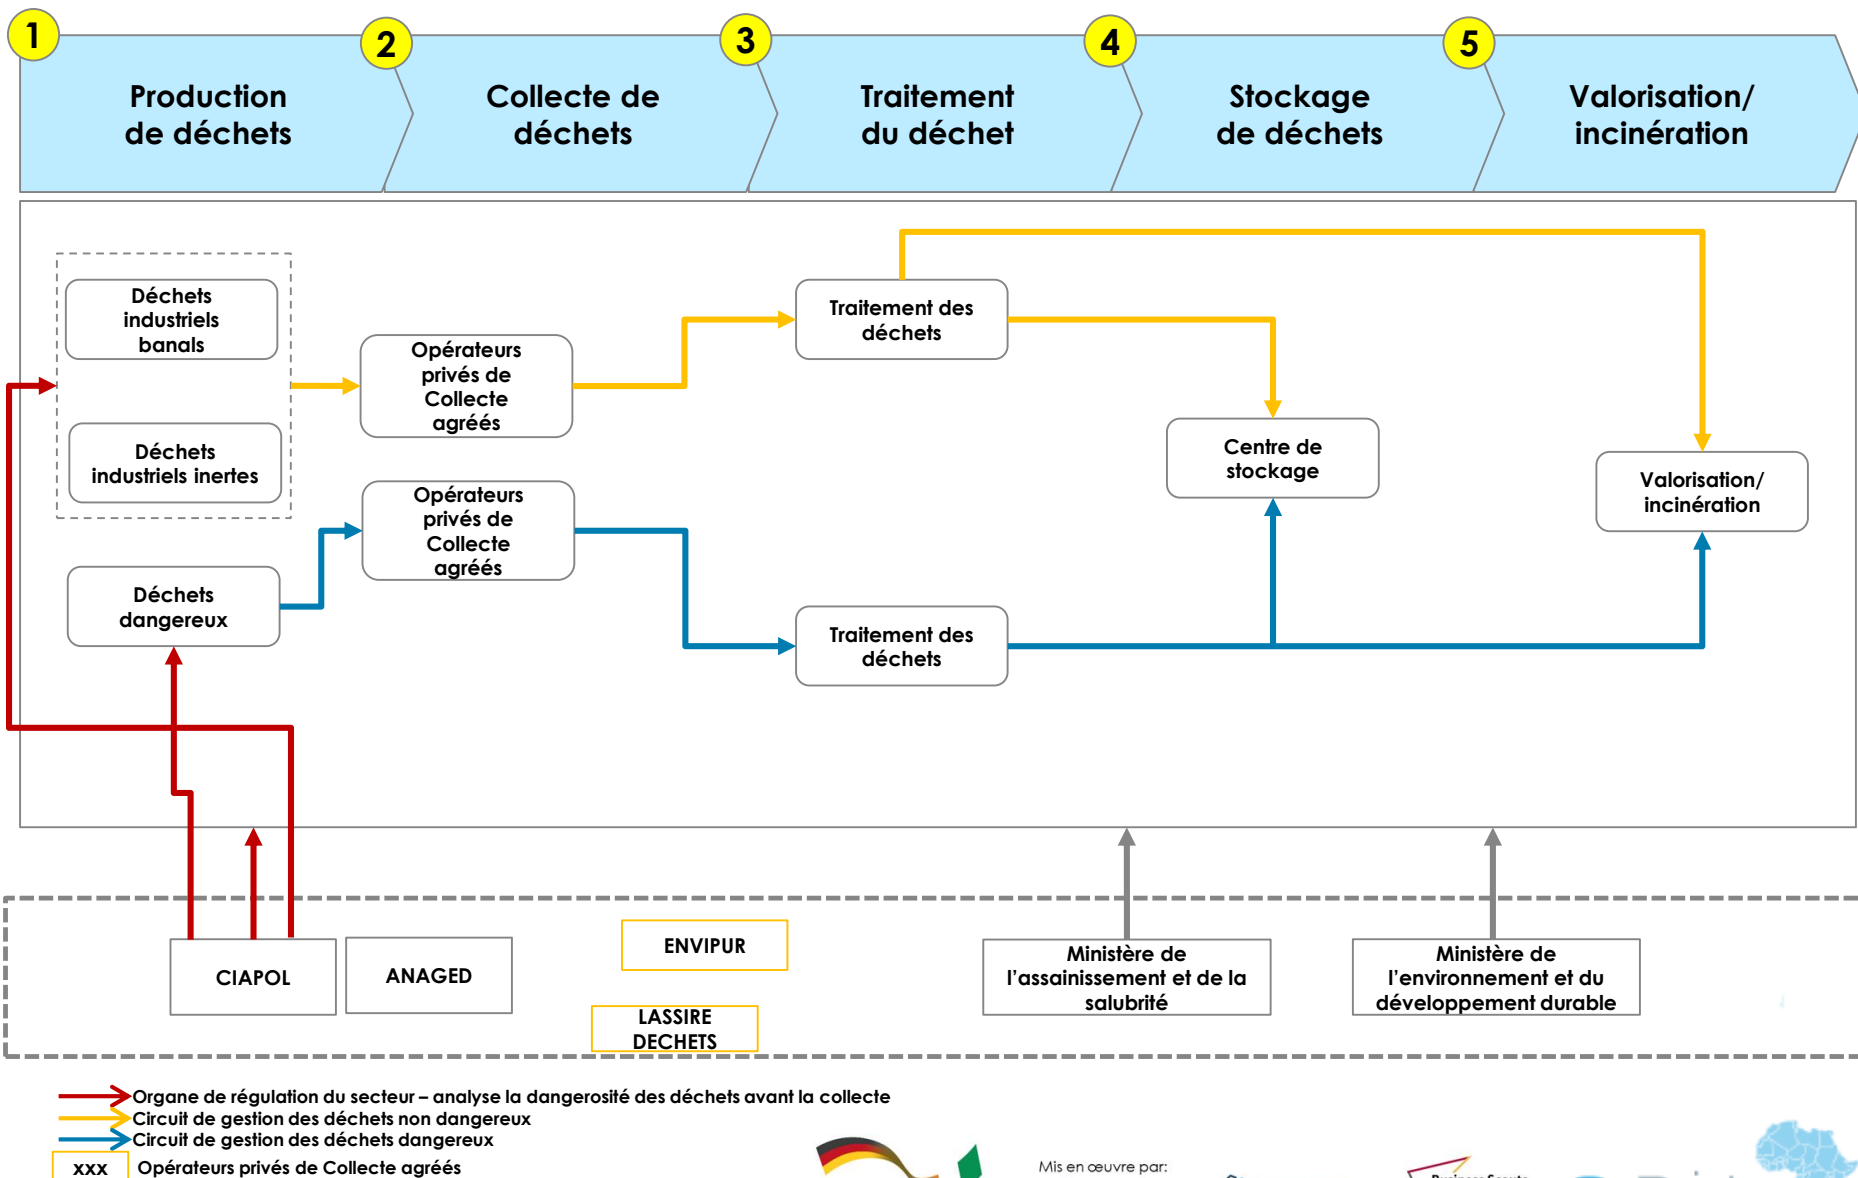 1
2
3
4
5
Production
de déchets
Collecte de
déchets
Traitement
du déchet
Stockage
de déchets
Valorisation/
incinération
Déchets
industriels
banals
Déchets
industriels inertes
Déchets
dangereux
Opérateurs
privés de
Collecte
agréés
Opérateurs
privés de
Collecte
agréés
Traitement des
déchets
Traitement des
déchets
Centre de
stockage
Valorisation/
incinération
CIAPOL
ANAGED
ENVIPUR
LASSIRE
DECHETS
Ministère de
l'assainissement et de la
salubrité
Ministère de
l'environnement et du
développement durable
Organe de régulation du secteur – analyse la dangerosité des déchets avant la collecte
Circuit de gestion des déchets non dangereux
Circuit de gestion des déchets dangereux
xxx Opérateurs privés de Collecte agréés
Mis en œuvre par: